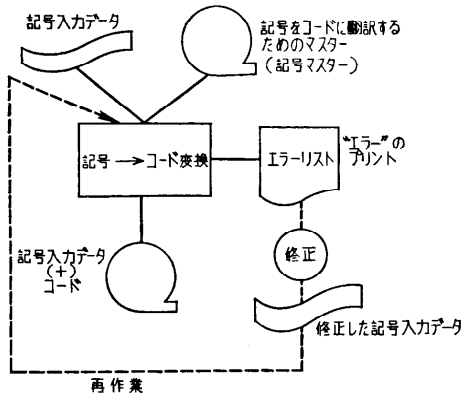 記号入力データ
記号をコードに翻訳する
ためのマスター
(記号マスター)
記号→コード変換
エラーリスト
"エラー"の
プリント
記号入力データ
(+)
コード
修正
修正した記号入力データ
再作業